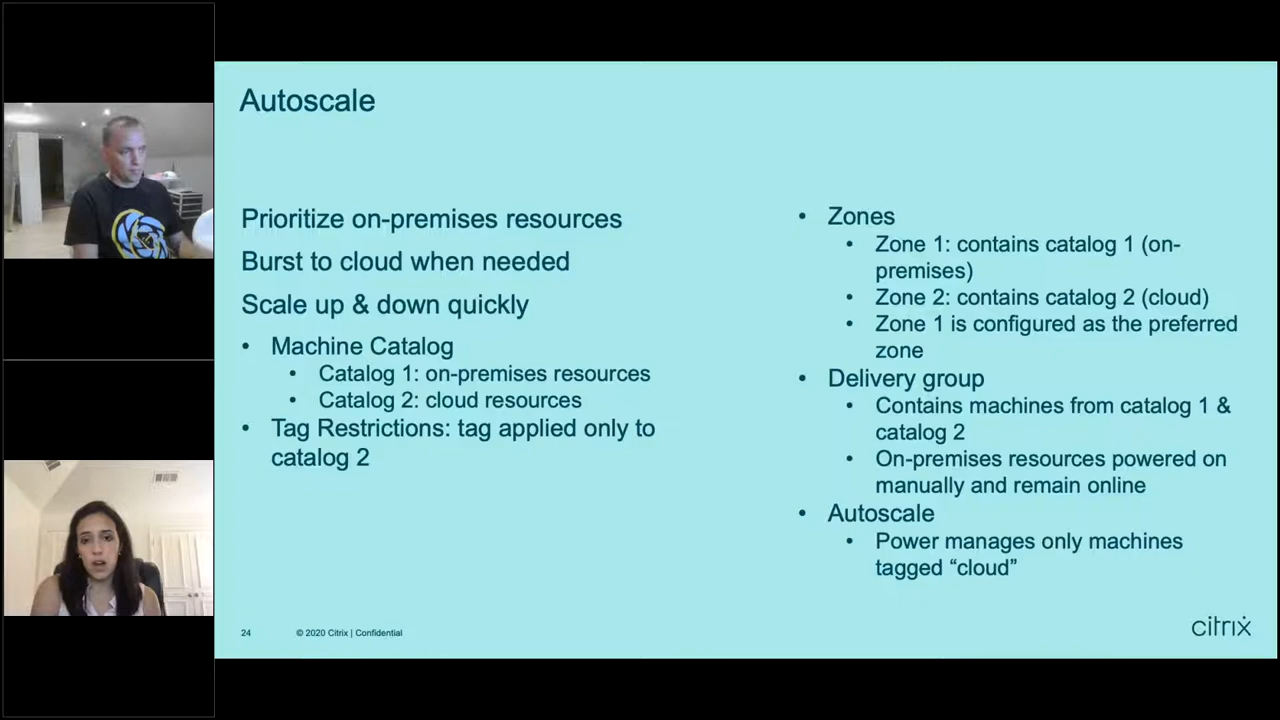 Autoscale
Prioritize on-premises resources
Burst to cloud when needed
Scale up & down quickly
• Machine Catalog
• Catalog 1: on-premises resources
• Catalog 2: cloud resources
• Tag Restrictions: tag applied only to
catalog 2
• Zones
• Zone 1: contains catalog 1 (on-
premises)
• Zone 2: contains catalog 2 (cloud)
• Zone 1 is configured as the preferred
zone
• Delivery group
• Contains machines from catalog 1 &
catalog 2
• On-premises resources powered on
manually and remain online
• Autoscale
• Power manages only machines
tagged “cloud”
24
© 2020 Citrix | Confidential
citrix